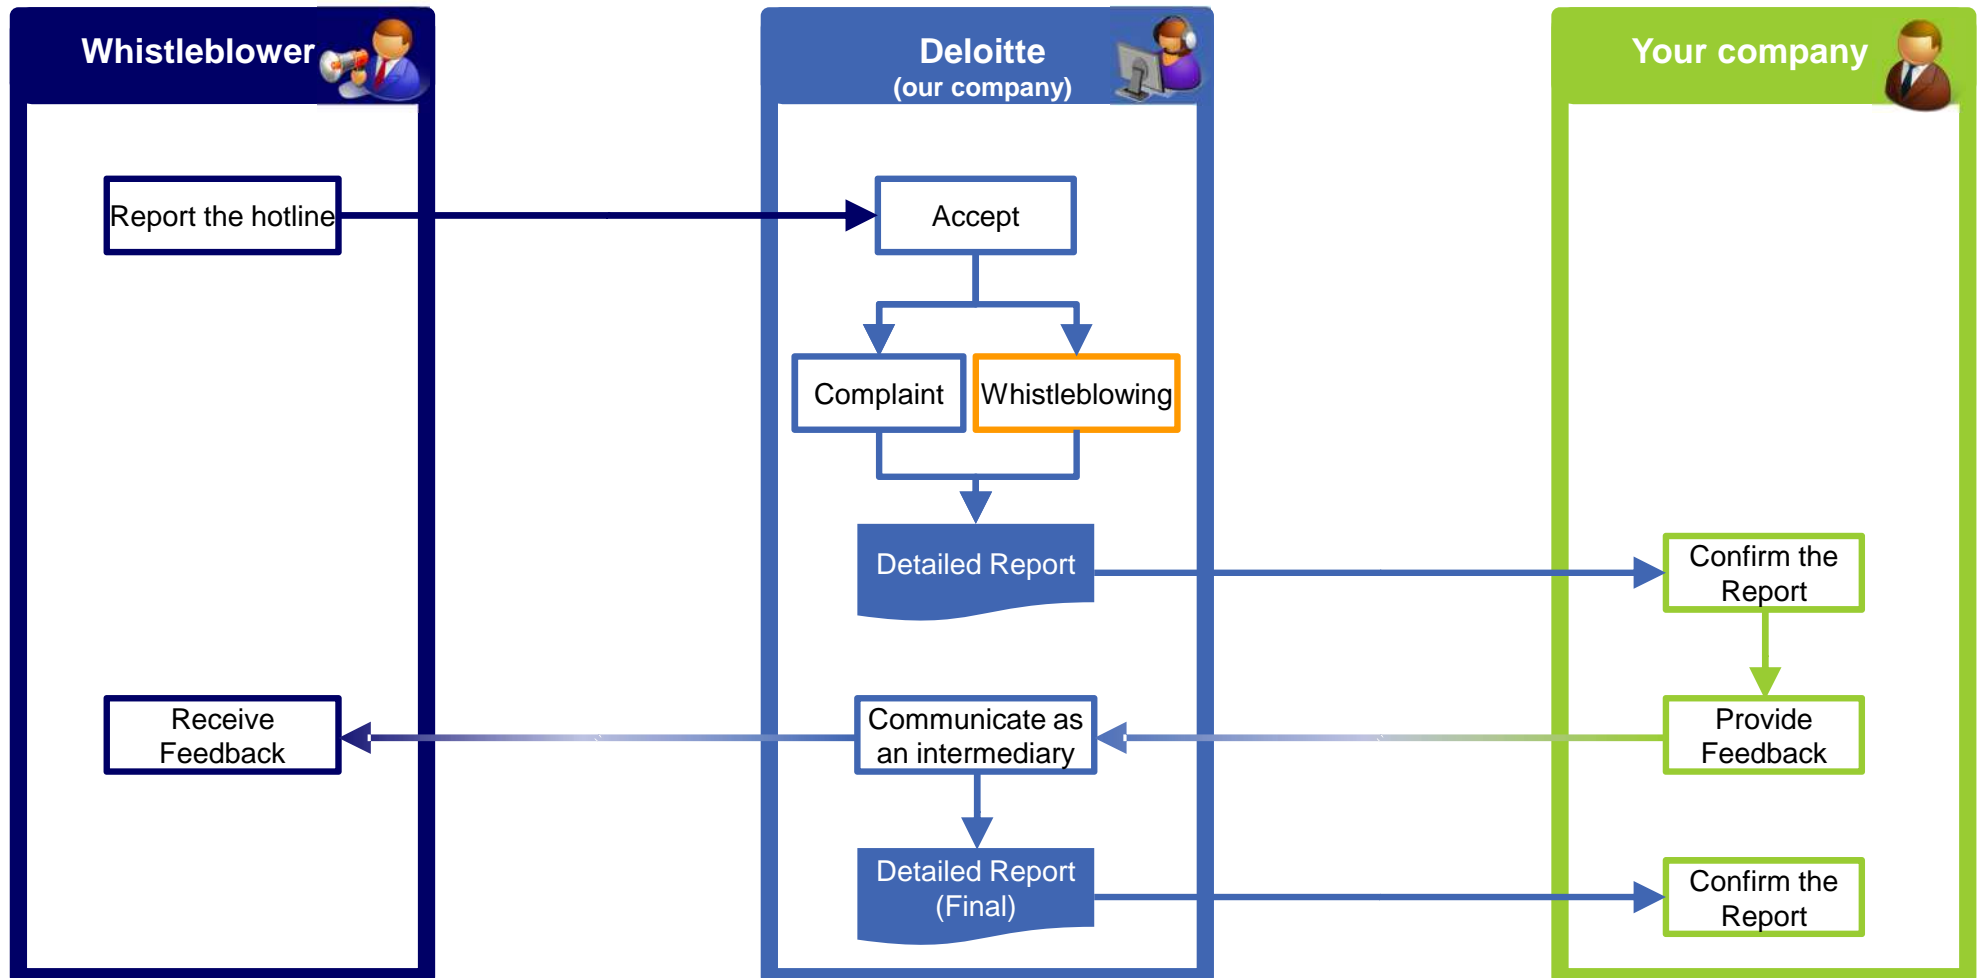 Whistleblower
Deloitte
(our company)
Your company
Report the hotline
Accept
Complaint
Whistleblowing
Detailed Report
Confirm the
Report
Receive
Feedback
Communicate as
an intermediary
Provide
Feedback
Detailed Report
(Final)
Confirm the
Report